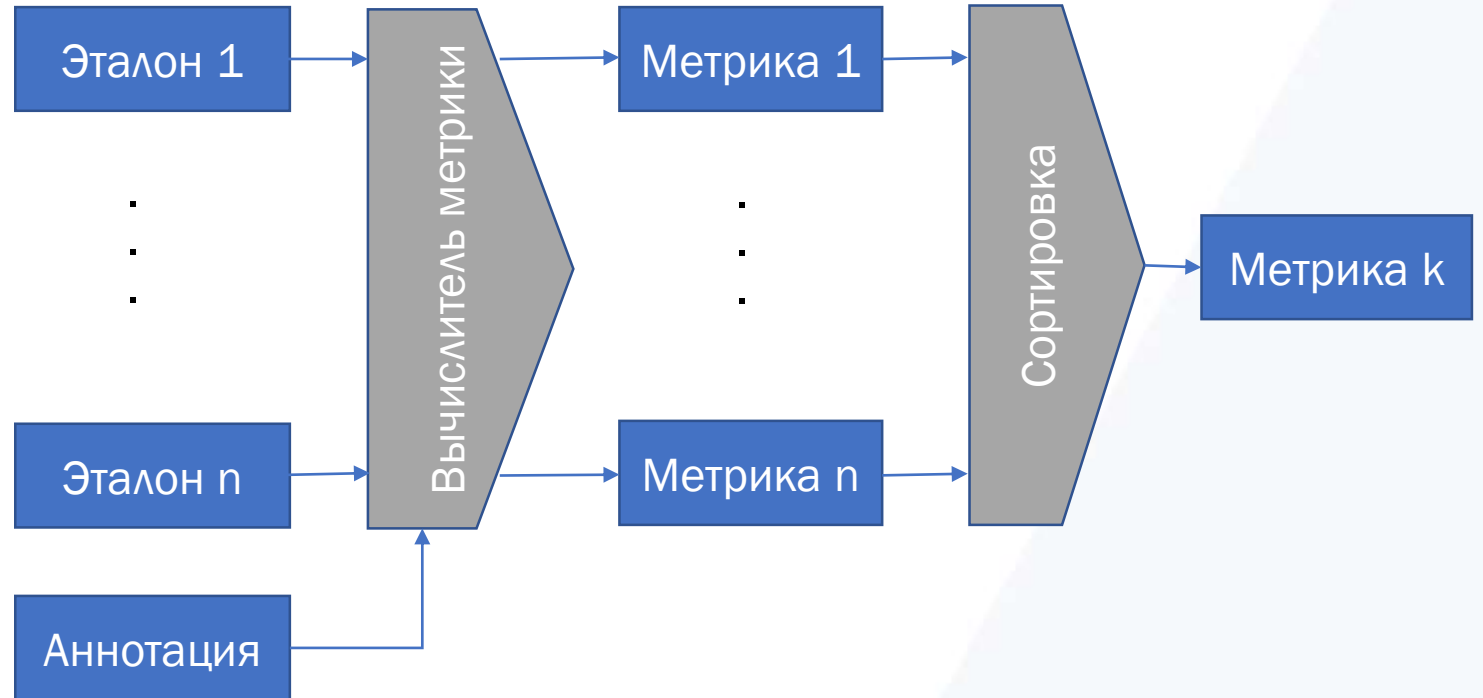 Эталон 1
Вычислитель метрики
Метрика 1
Сортировка
Метрика k
Эталон n
Метрика n
Аннотация